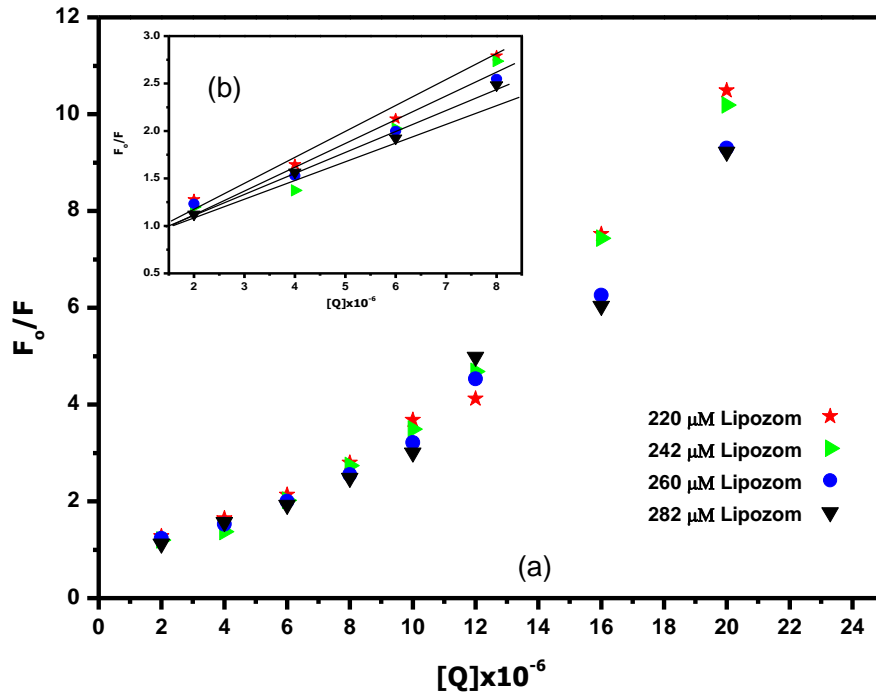 12
10
8
6
4
2
0
Fo/F
3.0
2.5
2.0
1.5
1.0
0.5
Fo/F
(b)
2 3 4 5 6 7 8
[Q]x10-6
220 μM Lipozom
242 μM Lipozom
260 μM Lipozom
282 μM Lipozom
(a)
0 2 4 6 8 10 12 14 16 18 20 22 24
[Q]x10-6